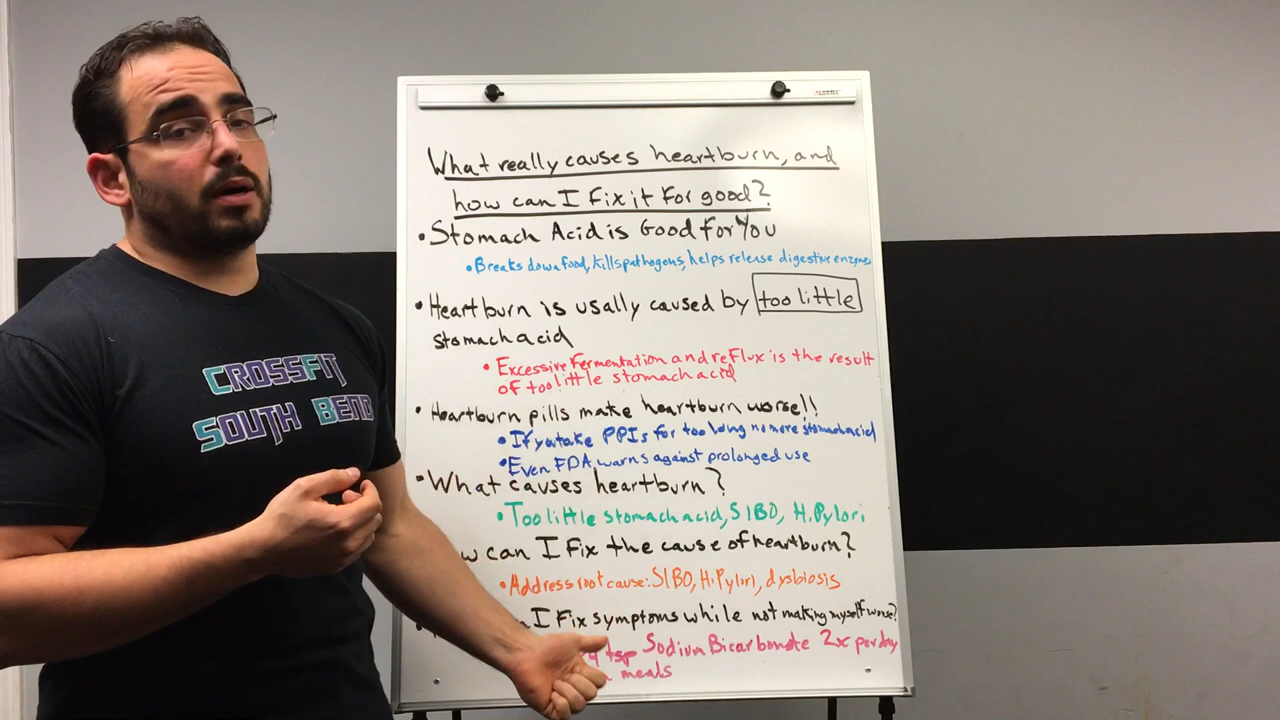 What really causes heartburn, and
how can I Fix it For good?
• Stomach Acid is Good for You
• Breaks down food, kills pathogens, helps release digestive enzymes
• Heartburn is usally caused by too little
stomach acid
• Excessive Fermentation and reflux is the result
of too little stomach acid
• Heartburn pills make heartburn worse!!
• If you take PPIs for too long no more stomach acid
• Even FDA warns against prolonged use
• What causes heartburn?
• Too little stomach acid, SIBO, H. Pylori
can I Fix the cause of heartburn?
• Address root cause: SIBO, H. Pylori, dysbiosis
I Fix symptoms while not making myself worse?
tsp Sodium Bicarbonate 2x per day
meals
CROSSFIT
SOUTH BEND